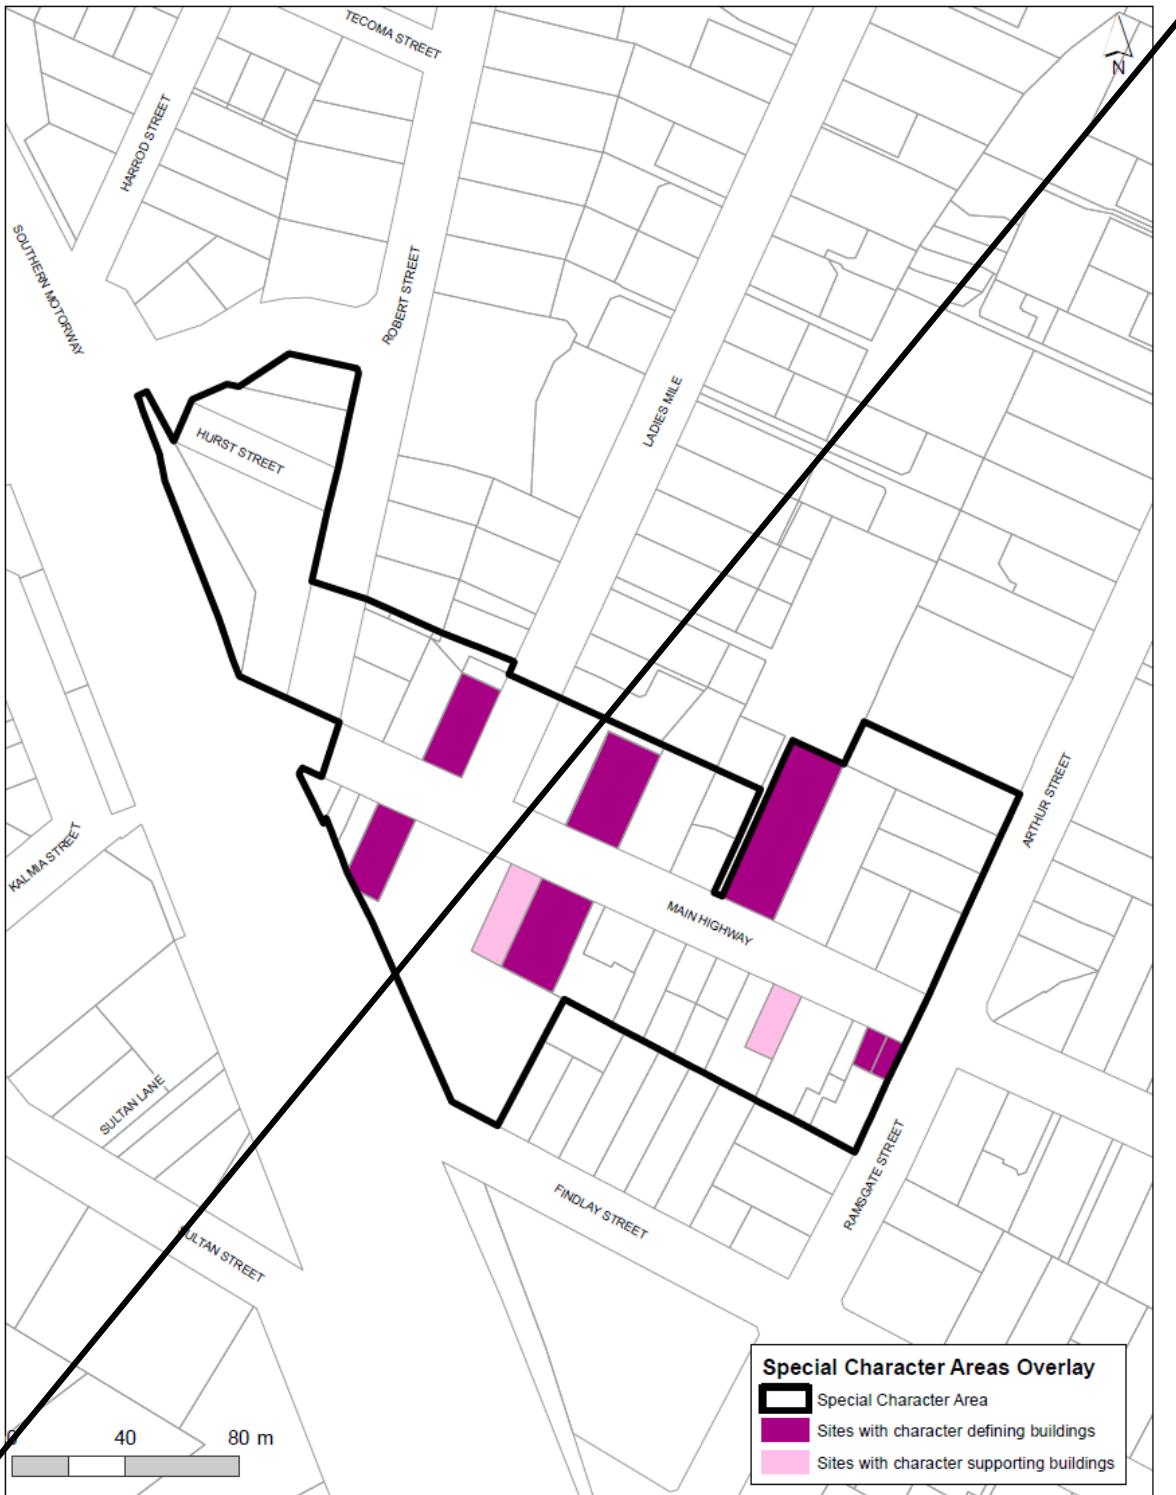 TECOMA STREET
N
HARROD STREET
SOUTHERN MOTORWAY
ROBERT STREET
LADIES MILE
HURST STREET
ARTHUR STREET
KALMIA STREET
MAIN HIGHWAY
SULTAN LANE
RAMSGATE STREET
FINDLAY STREET
SULTAN STREET
Special Character Areas Overlay
Special Character Area
Sites with character defining buildings
Sites with character supporting buildings
0 40 80 m